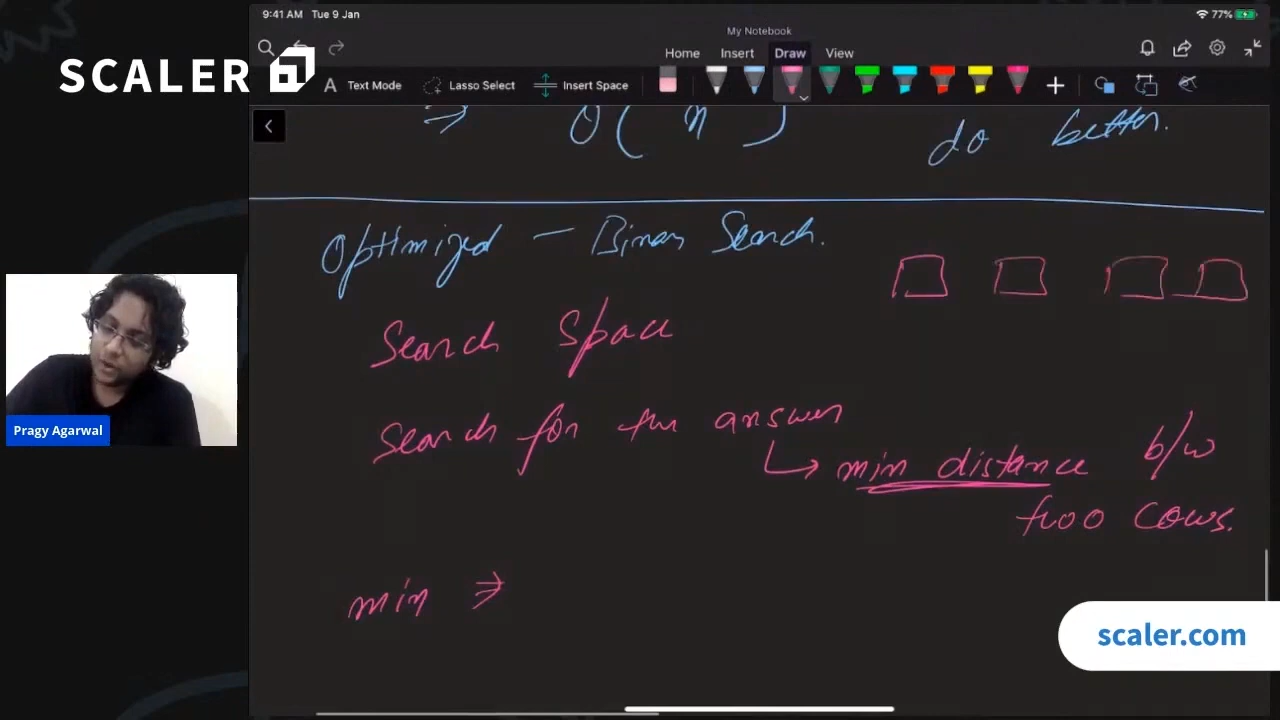 9:41 AM Tue 9 Jan
77%
My Notebook
Home Insert Draw View
SCALER
Text Mode Lasso Select Insert Space
⇒ O( n ) do better.
Optimized — Binary Search.
Search Space
Search for the answer
↳ min distance b/w
two cows.
min ⇒
Pragy Agarwal
scaler.com